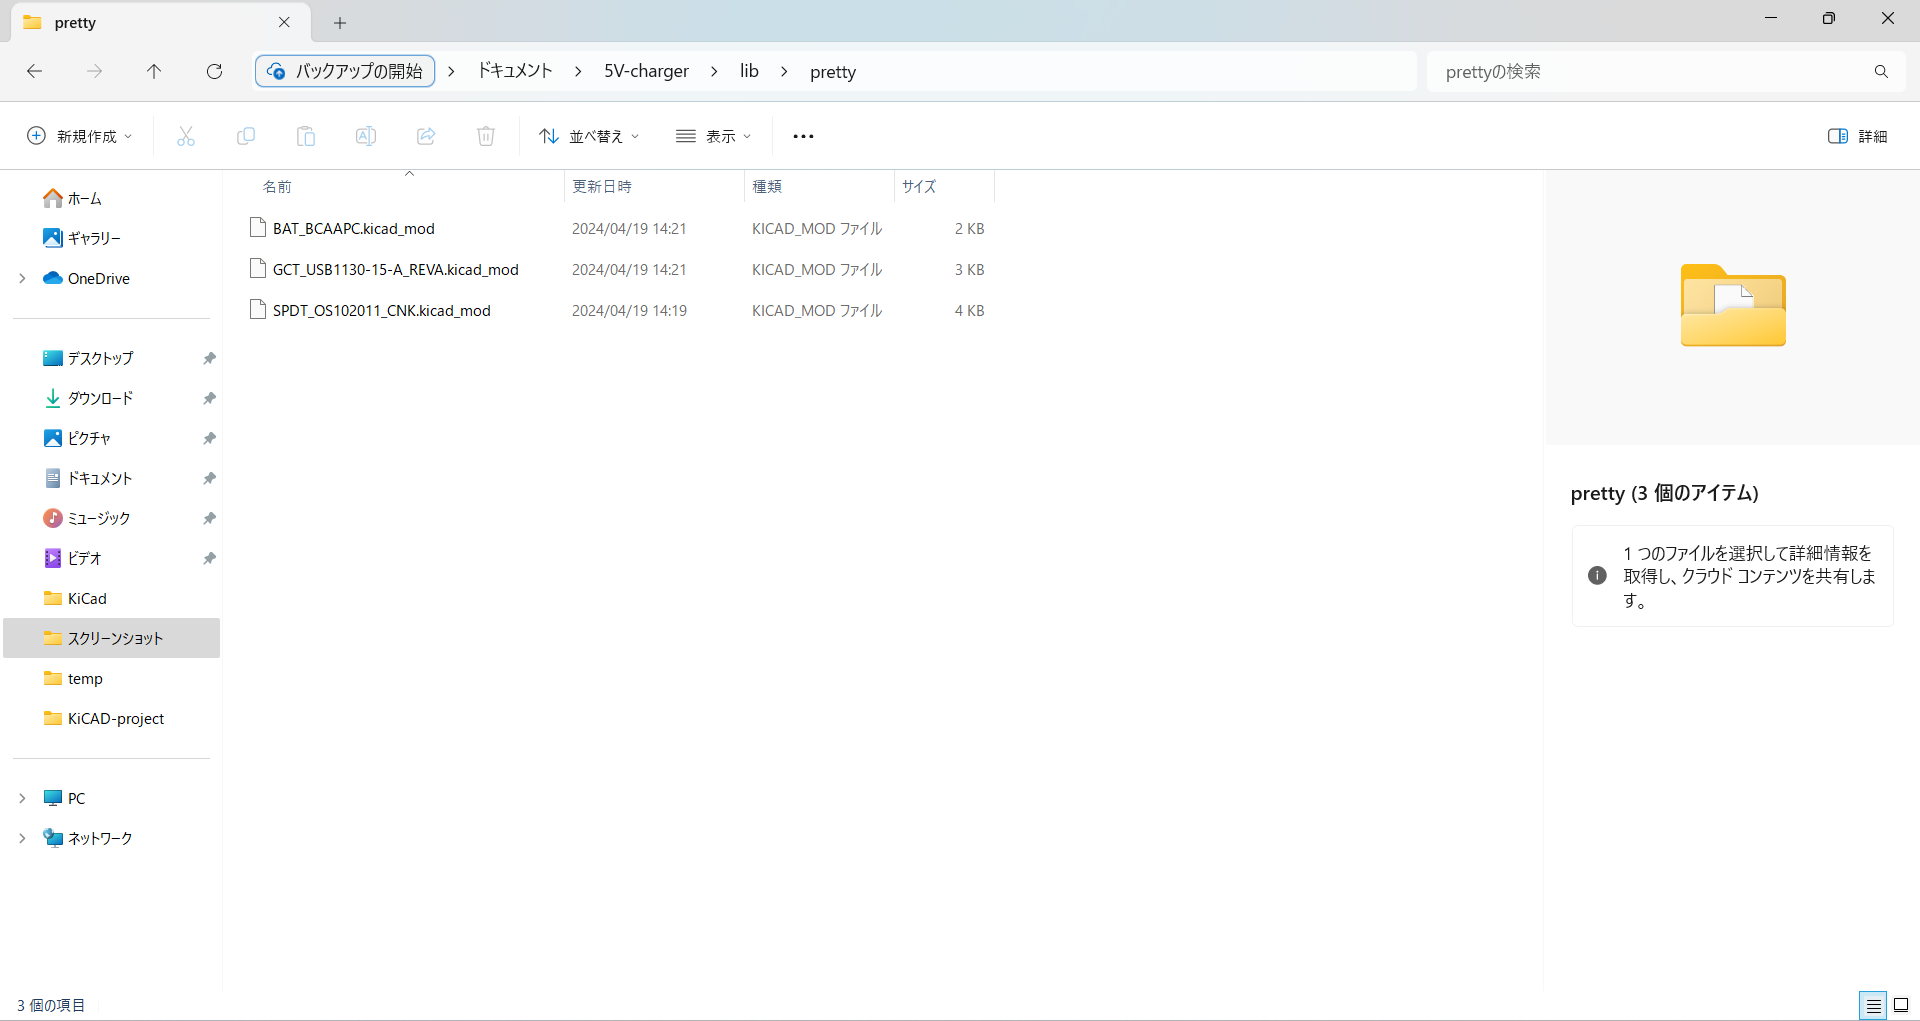 pretty
バックアップの開始 > ドキュメント > 5V-charger > lib > pretty
prettyの検索
新規作成
並べ替え
表示
詳細
ホーム
ギャラリー
OneDrive
デスクトップ
ダウンロード
ピクチャ
ドキュメント
ミュージック
ビデオ
KiCad
スクリーンショット
temp
KiCAD-project
PC
ネットワーク
名前 更新日時 種類 サイズ
BAT_BCAAPC.kicad_mod 2024/04/19 14:21 KICAD_MOD ファイル 2 KB
GCT_USB1130-15-A_REVA.kicad_mod 2024/04/19 14:21 KICAD_MOD ファイル 3 KB
SPDT_OS102011_CNK.kicad_mod 2024/04/19 14:19 KICAD_MOD ファイル 4 KB
pretty (3 個のアイテム)
1 つのファイルを選択して詳細情報を
取得し、クラウド コンテンツを共有しま
す。
3 個の項目